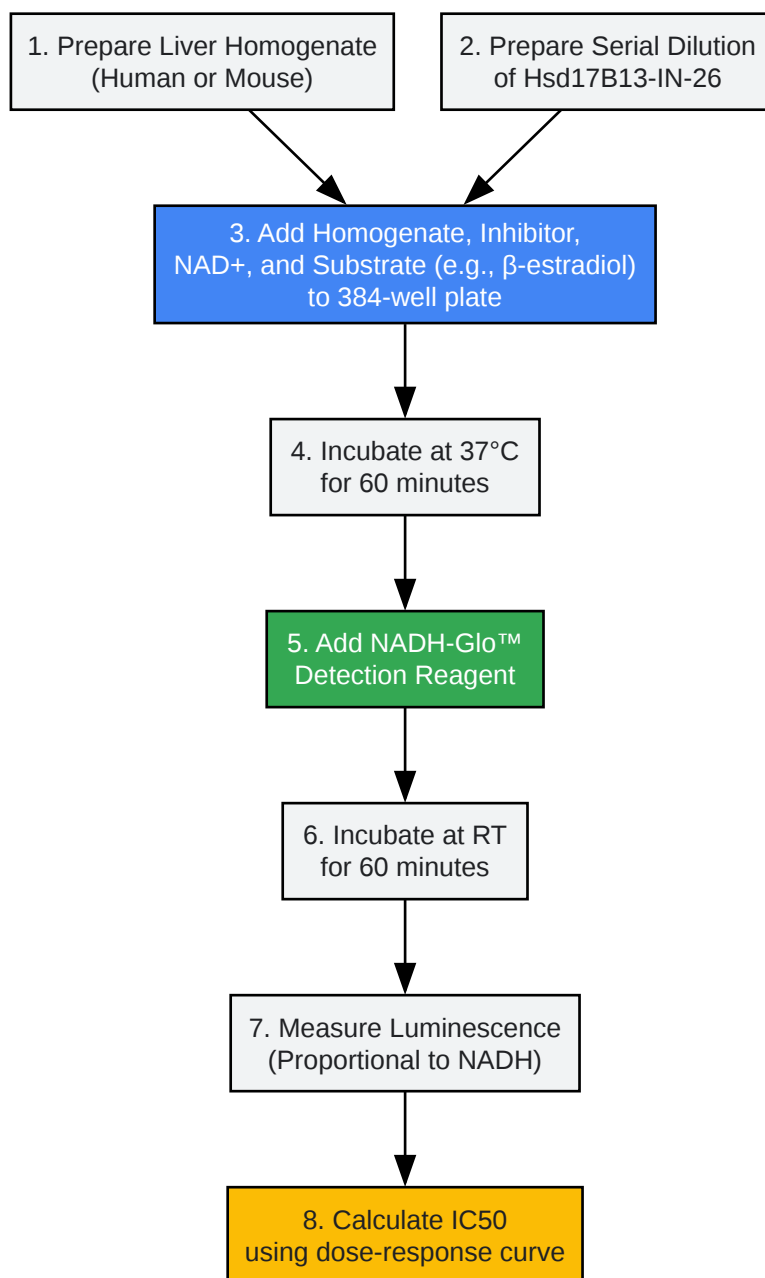 1. Prepare Liver Homogenate
(Human or Mouse)
2. Prepare Serial Dilution
of Hsd17B13-IN-26
3. Add Homogenate, Inhibitor,
NAD+, and Substrate (e.g., β-estradiol)
to 384-well plate
4. Incubate at 37°C
for 60 minutes
5. Add NADH-Glo™
Detection Reagent
6. Incubate at RT
for 60 minutes
7. Measure Luminescence
(Proportional to NADH)
8. Calculate IC50
using dose-response curve